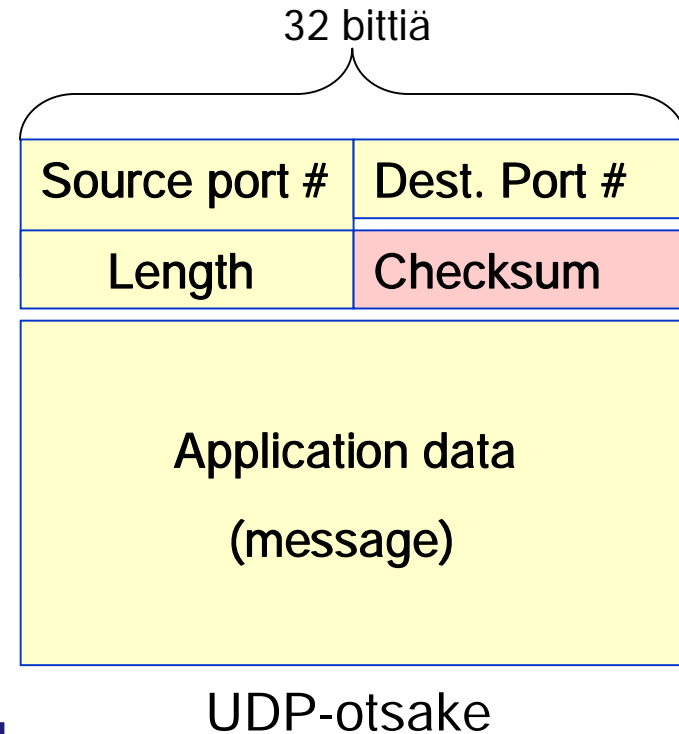 32 bittiä
Source port # Dest. Port #
Length Checksum
Application data
(message)
UDP-otsake